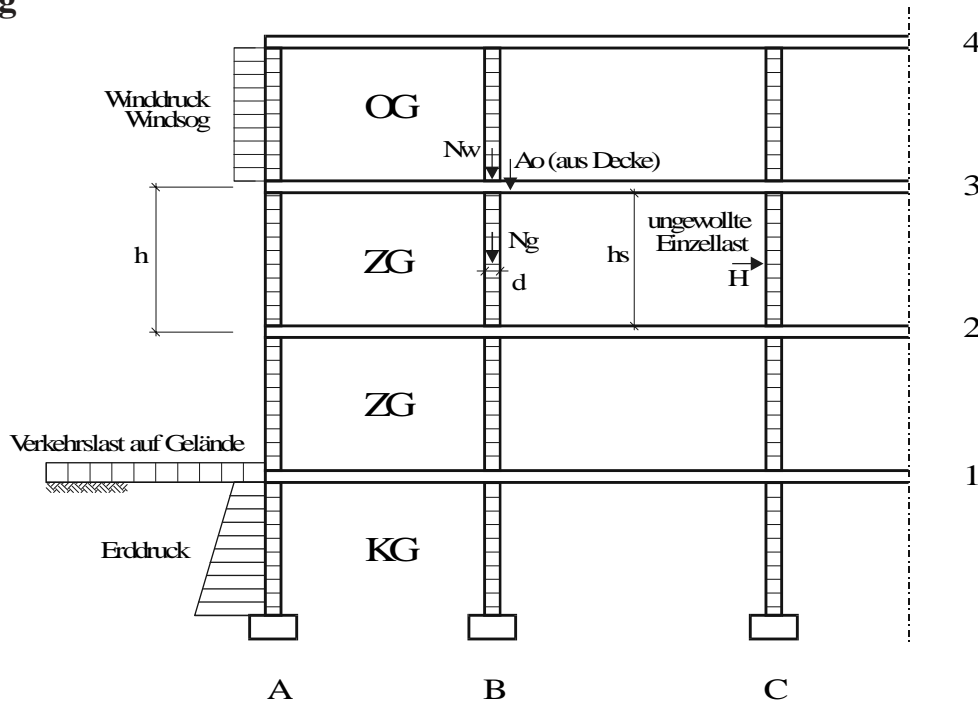 g
4
OG
Winddruck
Windsog
Nw
Ao (aus Decke)
3
h
ZG
Ng
d
hs
ungewollte
Einzellast
H
2
ZG
Verkehrslast auf Gelände
1
Erddruck
KG
A
B
C